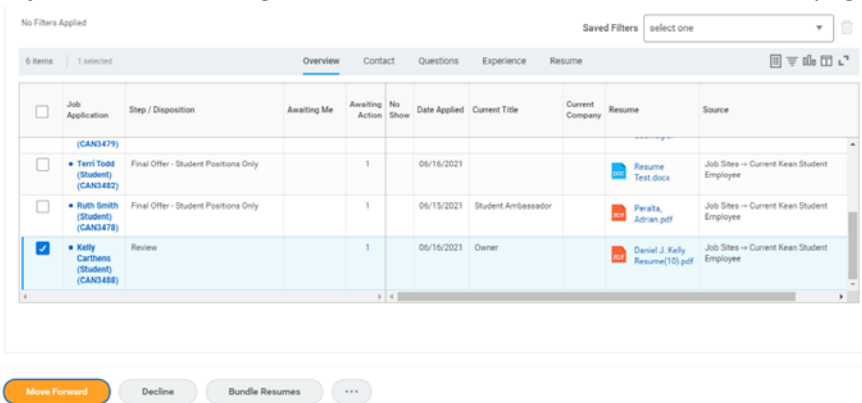 No Filters Applied
Saved Filters select one
6 items 1 selected Overview Contact Questions Experience Resume
Job Application Step / Disposition Awaiting Me Awaiting Action No Show Date Applied Current Title Current Company Resume Source
(CAN3479)
Terri Todd (Student) (CAN3482) Final Offer - Student Positions Only 1 06/16/2021 DOC Resume Test.docx Job Sites -> Current Kean Student Employee
Ruth Smith (Student) (CAN3478) Final Offer - Student Positions Only 1 06/15/2021 Student Ambassador PDF Peralta, Adrian.pdf Job Sites -> Current Kean Student Employee
Kelly Carthens (Student) (CAN3488) Review 1 06/16/2021 Owner PDF Daniel J. Kelly Resume(10).pdf Job Sites -> Current Kean Student Employee
Move Forward Decline Bundle Resumes ...